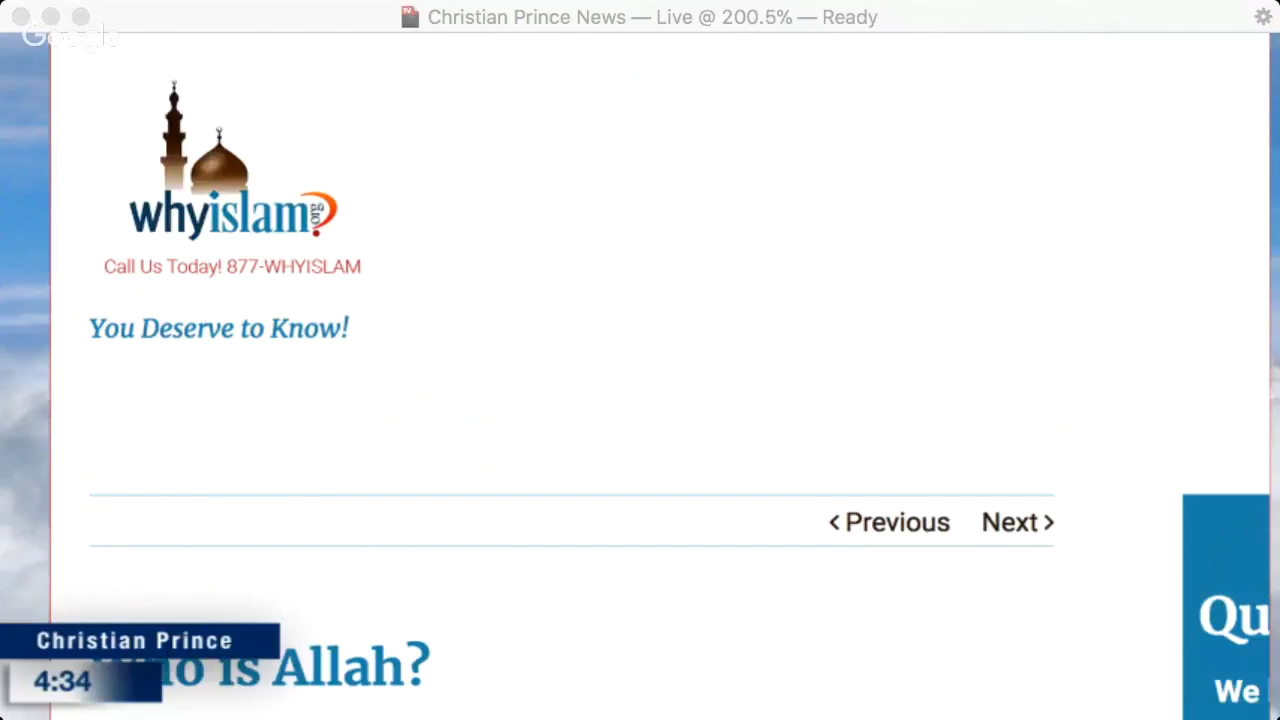 Christian Prince News — Live @ 200.5% — Ready
Google
whyislam?
.org
Call Us Today! 877-WHYISLAM
You Deserve to Know!
< Previous Next >
Qu
Christian Prince
is Allah?
4:34
We